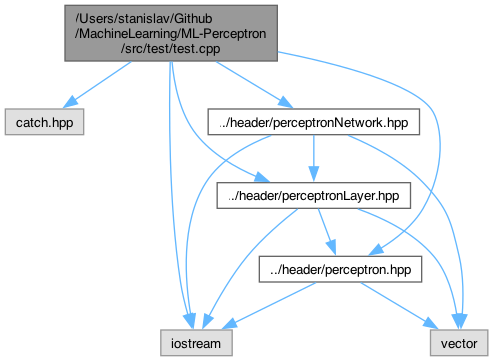 /Users/stanislav/Github
/MachineLearning/ML-Perceptron
/src/test/test.cpp
catch.hpp
../header/perceptronNetwork.hpp
../header/perceptronLayer.hpp
../header/perceptron.hpp
iostream
vector